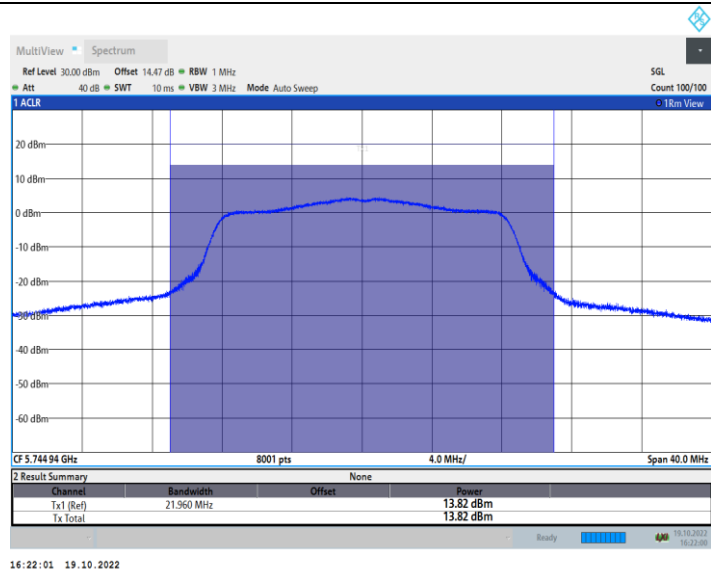 MultiView Spectrum
Ref Level 30.00 dBm Offset 14.47 dB RBW 1 MHz SGL
Att 40 dB SWT 10 ms VBW 3 MHz Mode Auto Sweep Count 100/100
1 ACLR 1Rm View
20 dBm
10 dBm
0 dBm
-10 dBm
-20 dBm
-30 dBm
-40 dBm
-50 dBm
-60 dBm
CF 5.744 94 GHz 8001 pts 4.0 MHz/ Span 40.0 MHz
2 Result Summary None
Channel Bandwidth Offset Power
Tx1 (Ref) 21.960 MHz 13.82 dBm
Tx Total 13.82 dBm
Ready 19.10.2022
16:22:00
16:22:01 19.10.2022